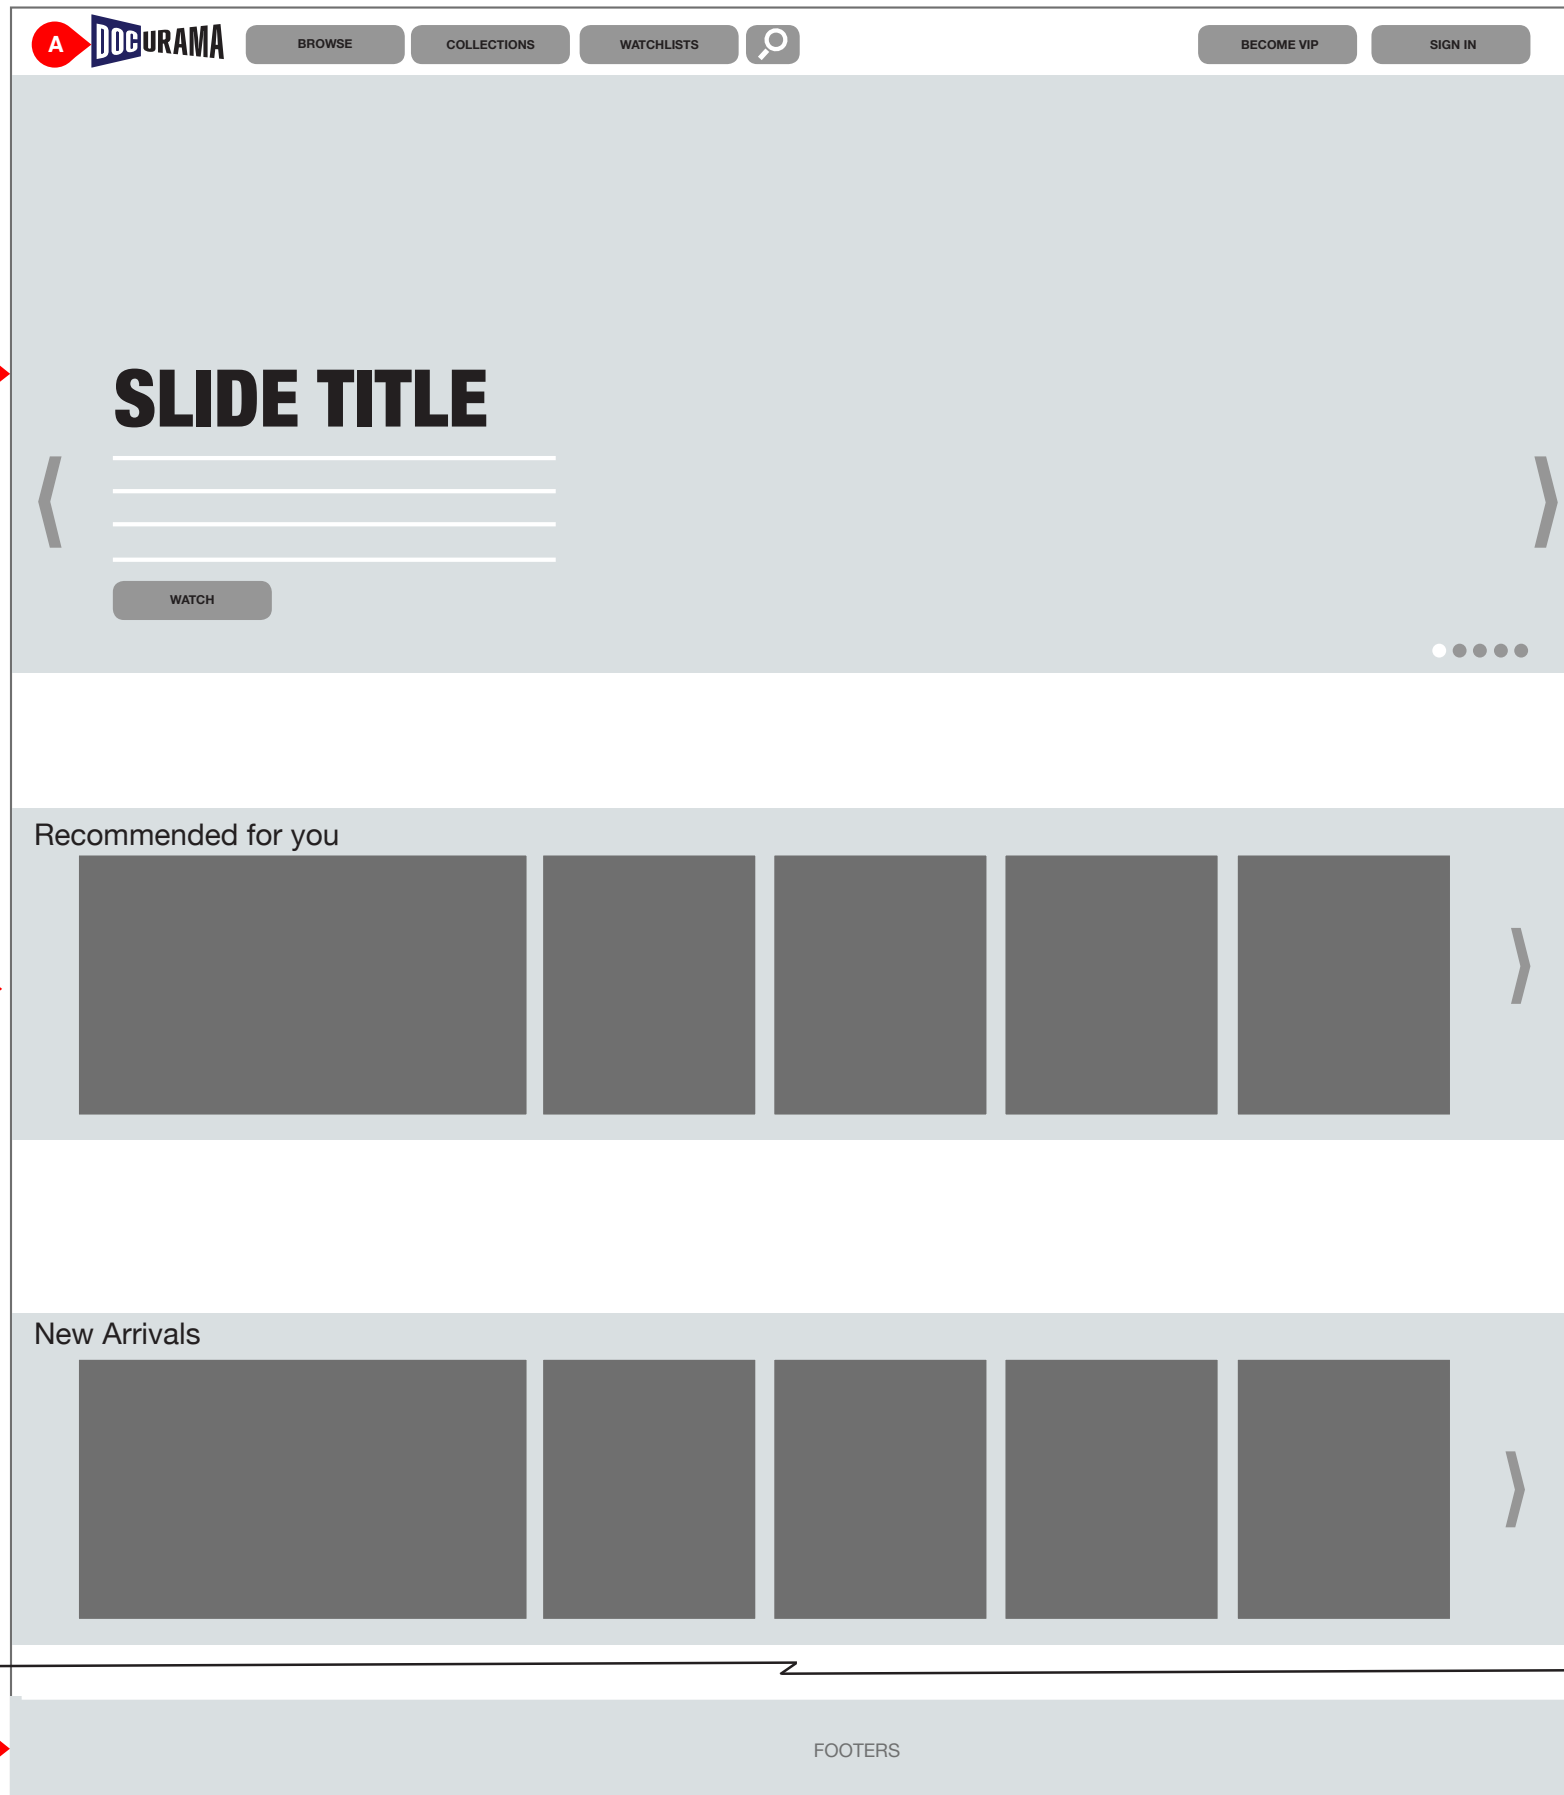 A
DOCURAMA
BROWSE
COLLECTIONS
WATCHLISTS
BECOME VIP
SIGN IN
SLIDE TITLE
WATCH
Recommended for you
New Arrivals
FOOTERS